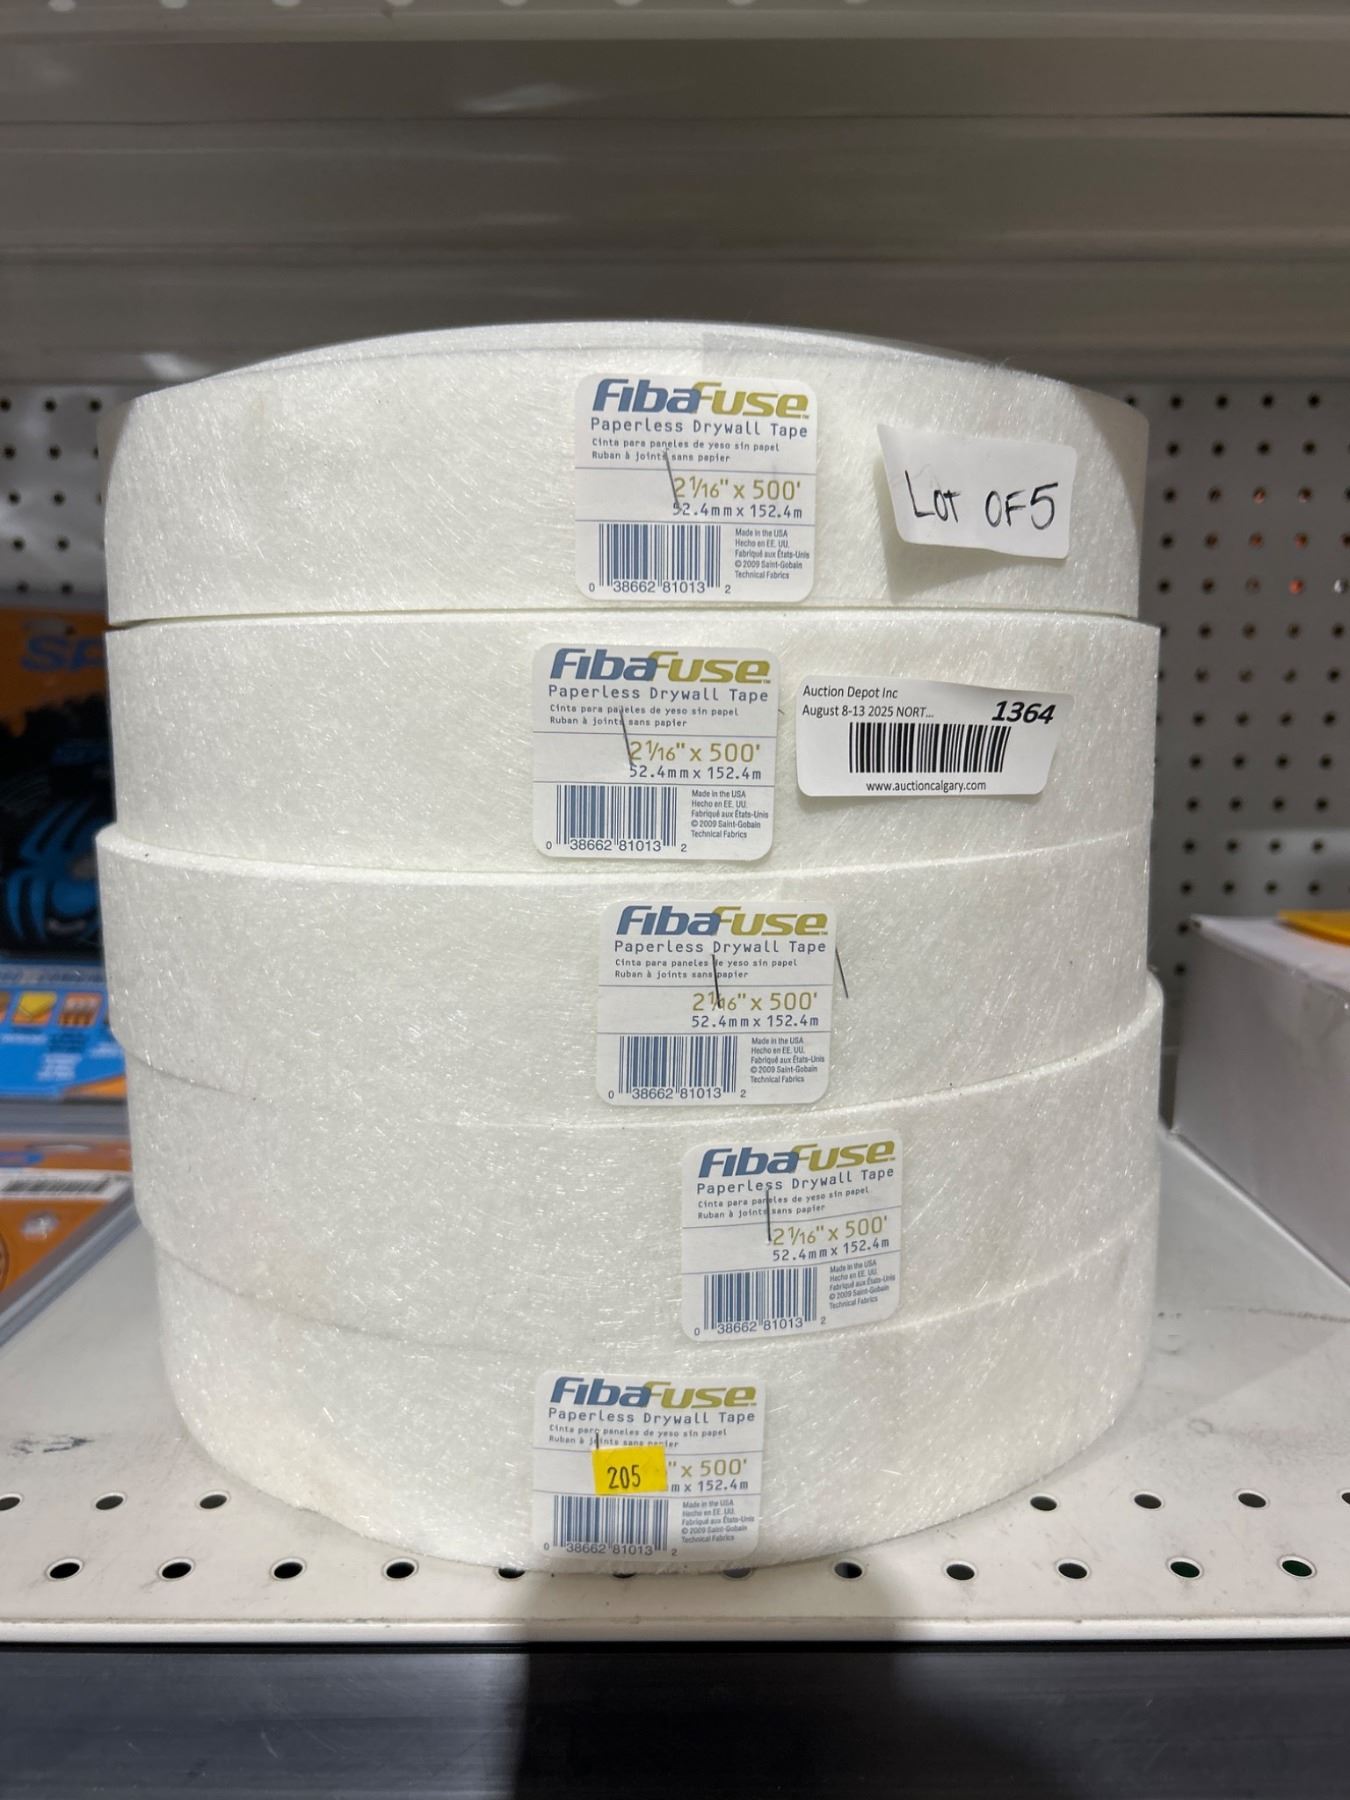 FibaFuse™
Paperless Drywall Tape
Cinta para paneles de yeso sin papel
Ruban à joints sans papier
2 1/16" x 500'
52.4mm x 152.4m
Made in the USA
Hecho en EE. UU.
Fabriqué aux États-Unis
© 2009 Saint-Gobain
Technical Fabrics
0 38662 81013 2
LOT OF 5
FibaFuse™
Paperless Drywall Tape
Cinta para paneles de yeso sin papel
Ruban à joints sans papier
2 1/16" x 500'
52.4mm x 152.4m
Made in the USA
Hecho en EE. UU.
Fabriqué aux États-Unis
© 2009 Saint-Gobain
Technical Fabrics
0 38662 81013 2
Auction Depot Inc
August 8-13 2025 NORT... 1364
www.auctioncalgary.com
FibaFuse™
Paperless Drywall Tape
Cinta para paneles de yeso sin papel
Ruban à joints sans papier
2 1/16" x 500'
52.4mm x 152.4m
Made in the USA
Hecho en EE. UU.
Fabriqué aux États-Unis
© 2009 Saint-Gobain
Technical Fabrics
0 38662 81013 2
FibaFuse
Paperless Drywall Tape
Cinta para paneles de yeso sin papel
Ruban à joints sans papier
2 1/16" x 500'
52.4mm x 152.4m
Made in the USA
Hecho en EE. UU.
Fabriqué aux États-Unis
© 2009 Saint-Gobain
Technical Fabrics
0 38662 81013 2
FibaFuse
Paperless Drywall Tape
Cinta para paneles de yeso sin papel
Ruban à joints sans papier
205
" x 500'
m x 152.4m
Made in the USA
Hecho en EE. UU.
Fabriqué aux États-Unis
© 2009 Saint-Gobain
Technical Fabrics
0 38662 81013 2